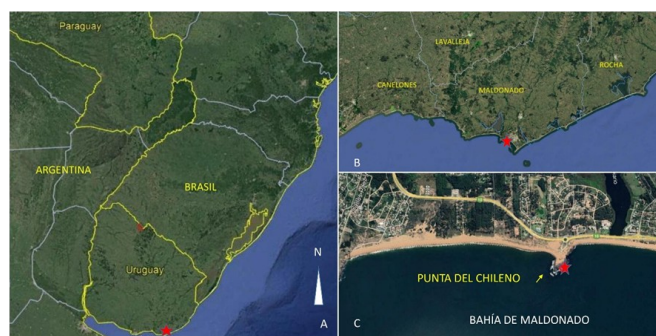 Paraguay
ARGENTINA
BRASIL
Uruguay
N
A
LAVALLEJA
ROCHA
CANELONES
MALDONADO
B
PUNTA DEL CHILENO
BAHÍA DE MALDONADO
C